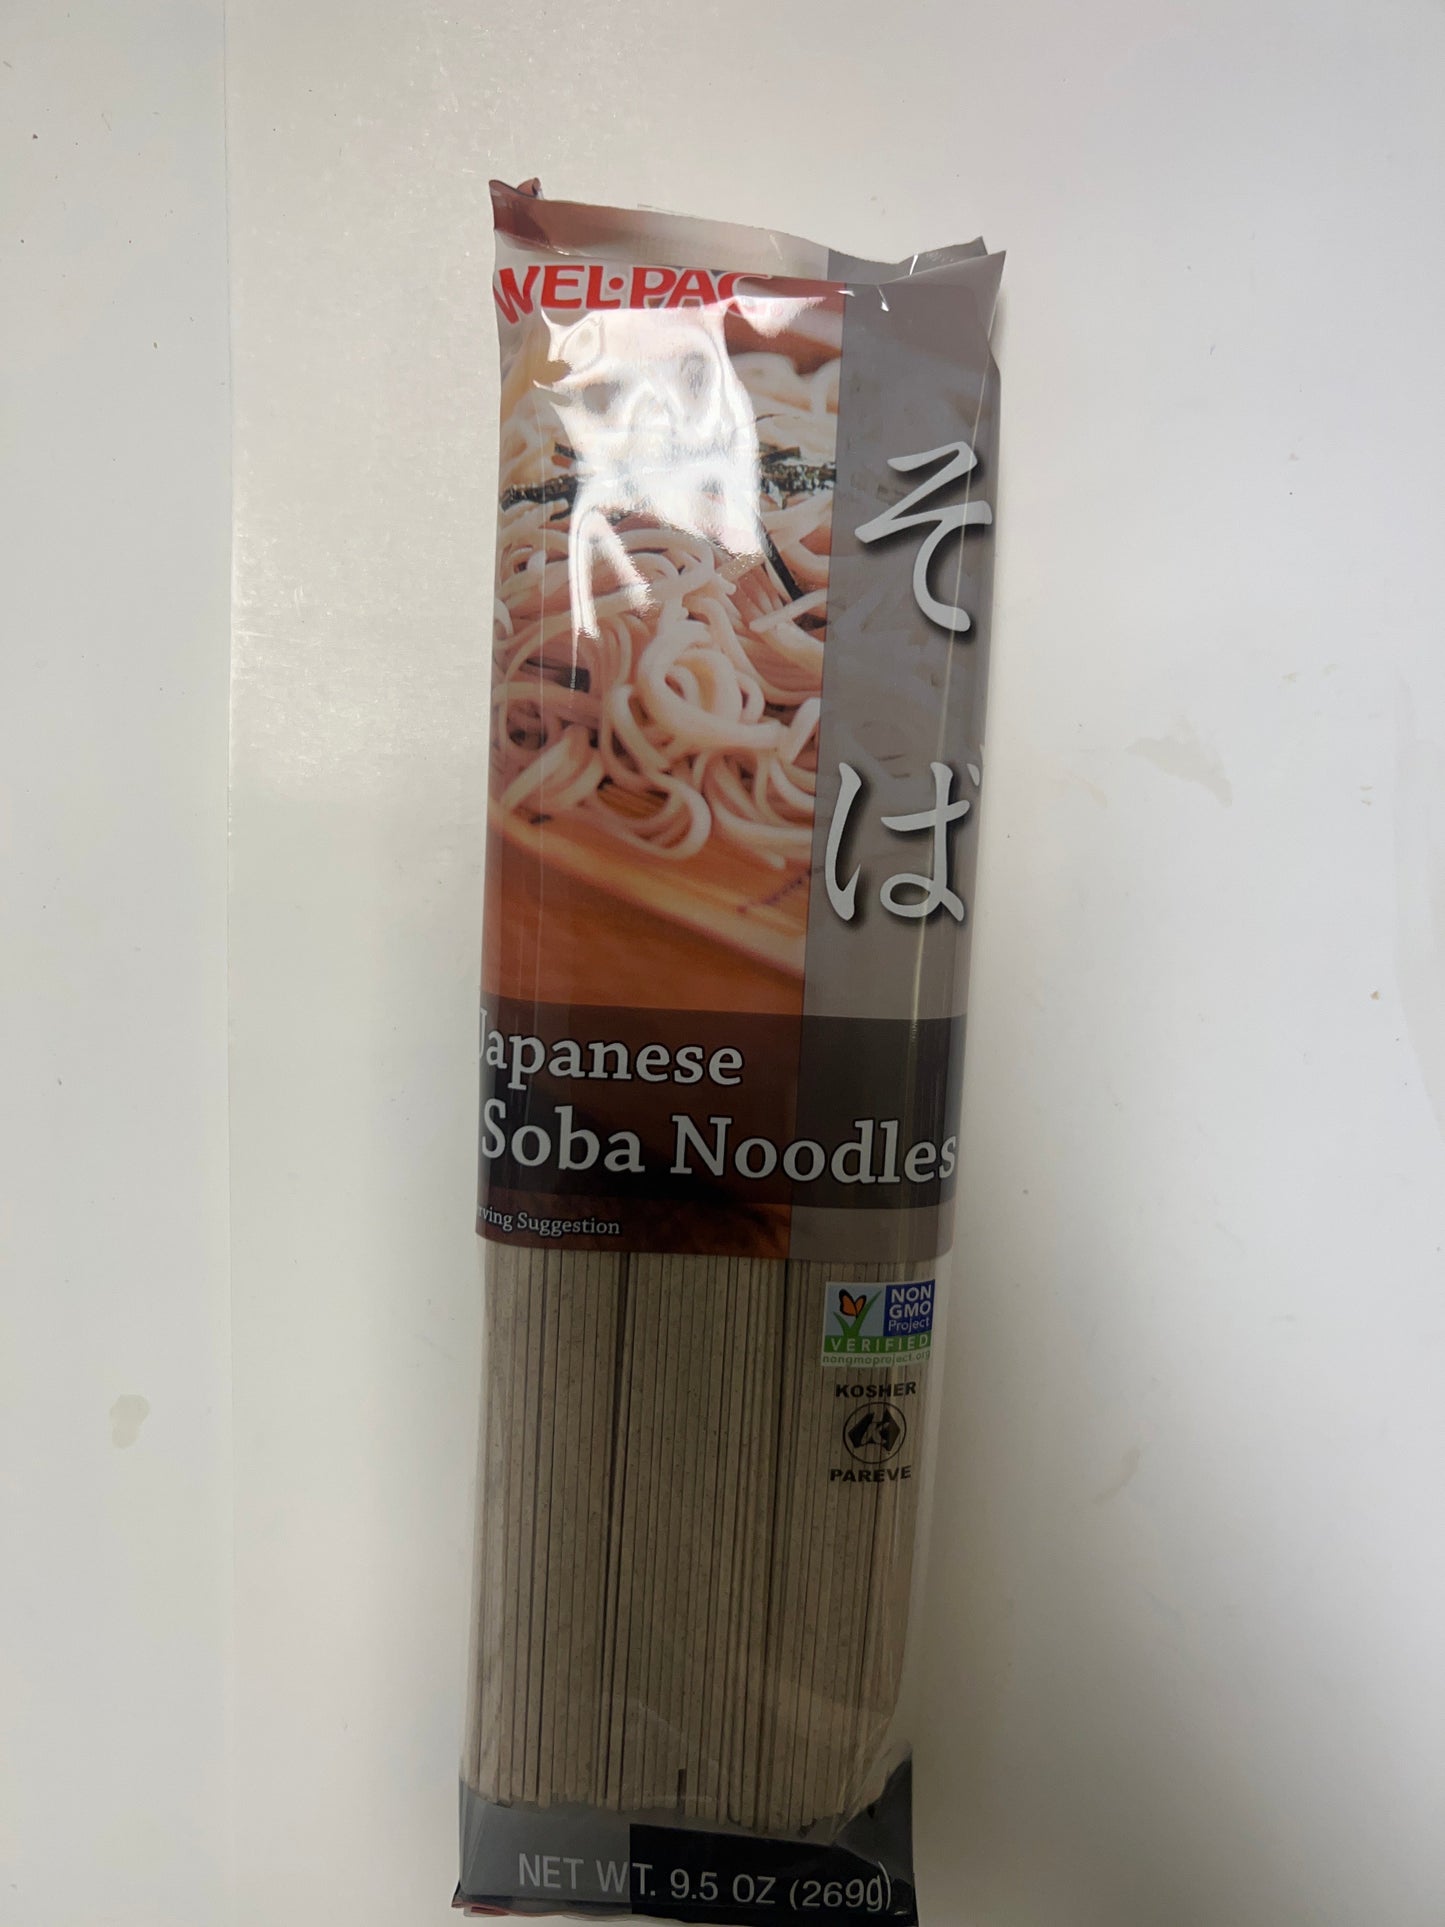 WEL·PAC
そば
Japanese
Soba Noodles
Suggestion
NON
GMO
Project
VERIFIED
nongmoproject.org
KOSHER
K
PAREVE
NET WT. 9.5 OZ (269g)